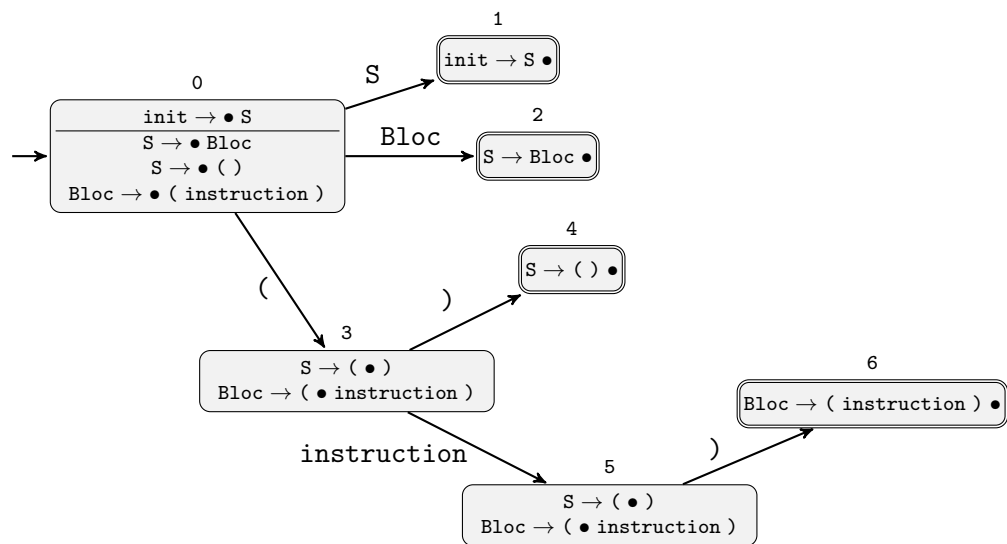 1
init → S •
S
0
init → • S
S → • Bloc
S → • ( )
Bloc → • ( instruction )
Bloc
2
S → Bloc •
4
S → ( ) •
(
)
3
S → ( • )
Bloc → ( • instruction )
6
Bloc → ( instruction ) •
instruction
)
5
S → ( • )
Bloc → ( • instruction )